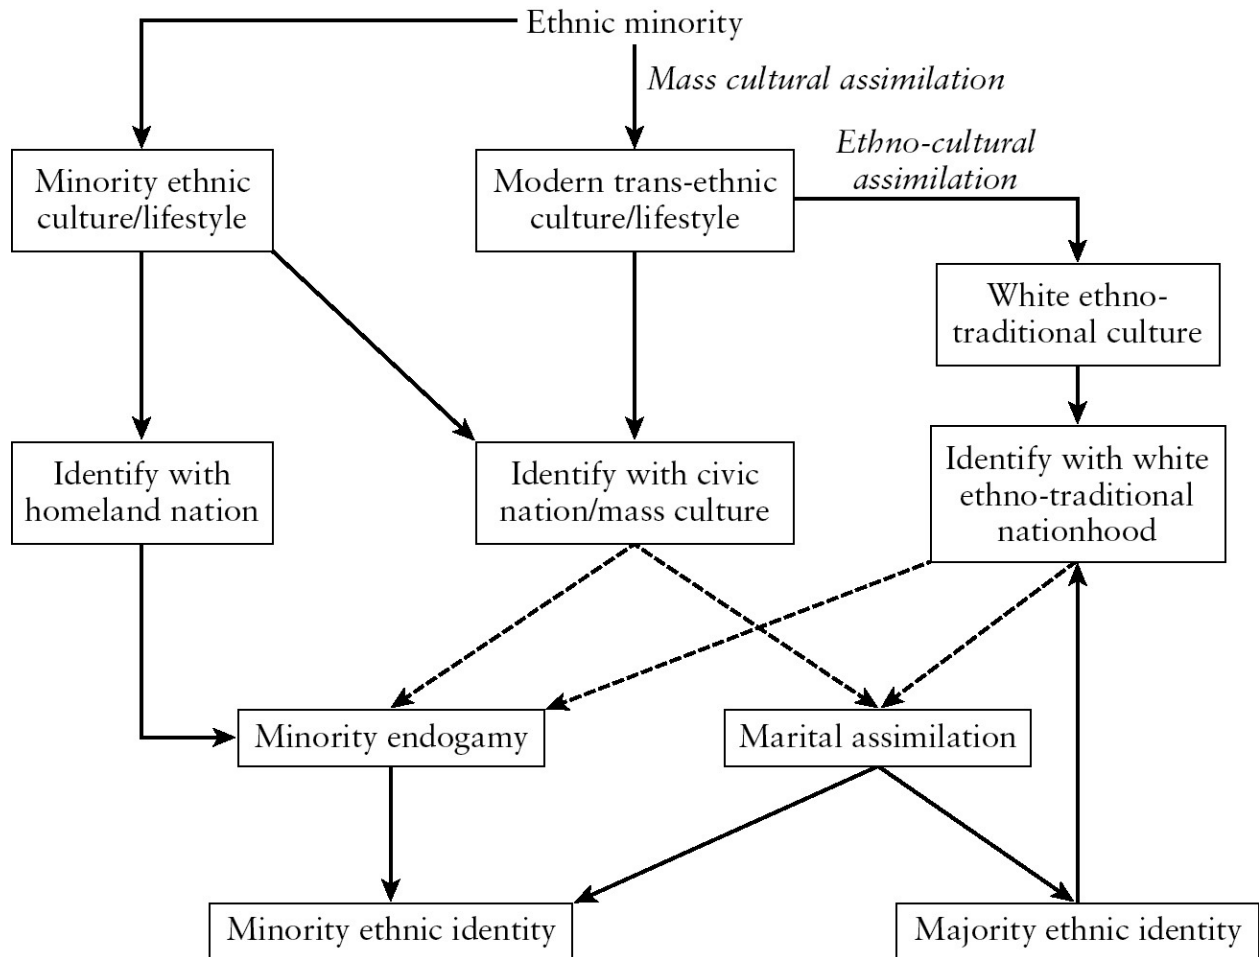 Ethnic minority
Mass cultural assimilation
Ethno-cultural
assimilation
Minority ethnic
culture/lifestyle
Modern trans-ethnic
culture/lifestyle
White ethno-
traditional culture
Identify with
homeland nation
Identify with civic
nation/mass culture
Identify with white
ethno-traditional
nationhood
Minority endogamy
Marital assimilation
Minority ethnic identity
Majority ethnic identity